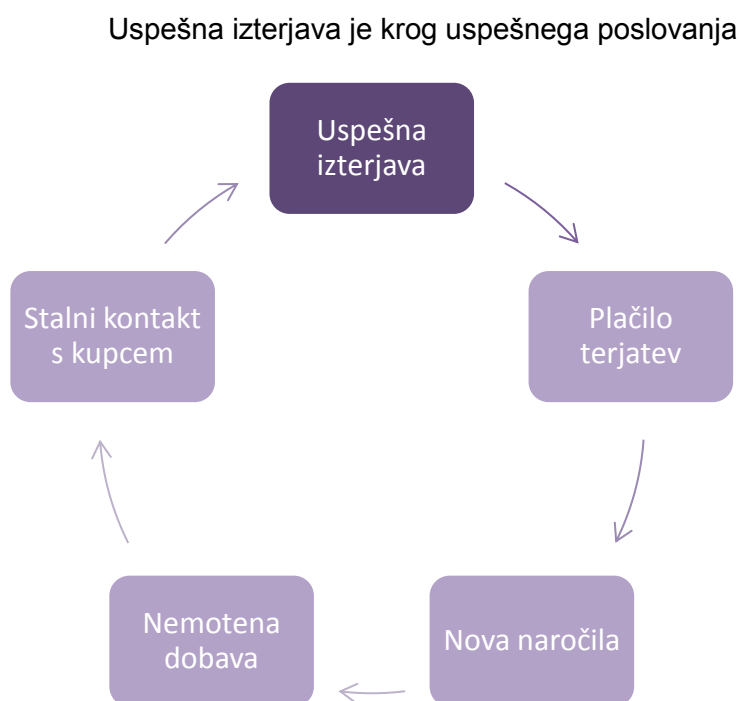 Uspešna izterjava je krog uspešnega poslovanja
Uspešna
izterjava
Plačilo
terjatev
Nova naročila
Nemotena
dobava
Stalni kontakt
s kupcem